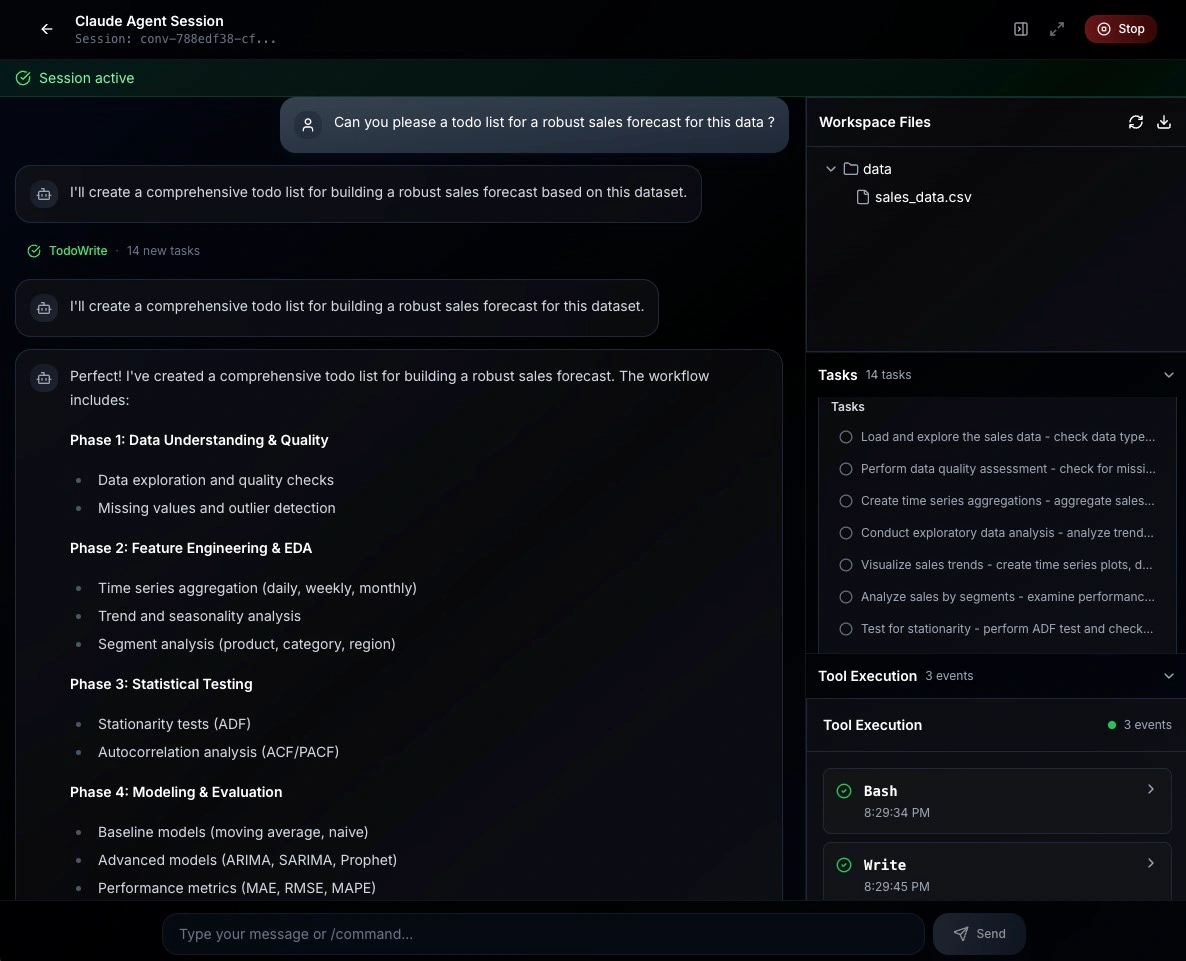 Claude Agent Session
Session: conv-788edf38-cf...
Stop
Session active
Can you please a todo list for a robust sales forecast for this data ?
I'll create a comprehensive todo list for building a robust sales forecast based on this dataset.
TodoWrite · 14 new tasks
I'll create a comprehensive todo list for building a robust sales forecast for this dataset.
Perfect! I've created a comprehensive todo list for building a robust sales forecast. The workflow
includes:
Phase 1: Data Understanding & Quality
• Data exploration and quality checks
• Missing values and outlier detection
Phase 2: Feature Engineering & EDA
• Time series aggregation (daily, weekly, monthly)
• Trend and seasonality analysis
• Segment analysis (product, category, region)
Phase 3: Statistical Testing
• Stationarity tests (ADF)
• Autocorrelation analysis (ACF/PACF)
Phase 4: Modeling & Evaluation
• Baseline models (moving average, naive)
• Advanced models (ARIMA, SARIMA, Prophet)
• Performance metrics (MAE, RMSE, MAPE)
Workspace Files
data
sales_data.csv
Tasks 14 tasks
Tasks
Load and explore the sales data - check data type...
Perform data quality assessment - check for missi...
Create time series aggregations - aggregate sales...
Conduct exploratory data analysis - analyze trend...
Visualize sales trends - create time series plots, d...
Analyze sales by segments - examine performanc...
Test for stationarity - perform ADF test and check...
Tool Execution 3 events
Tool Execution 3 events
Bash
8:29:34 PM
Write
8:29:45 PM
Type your message or /command...
Send